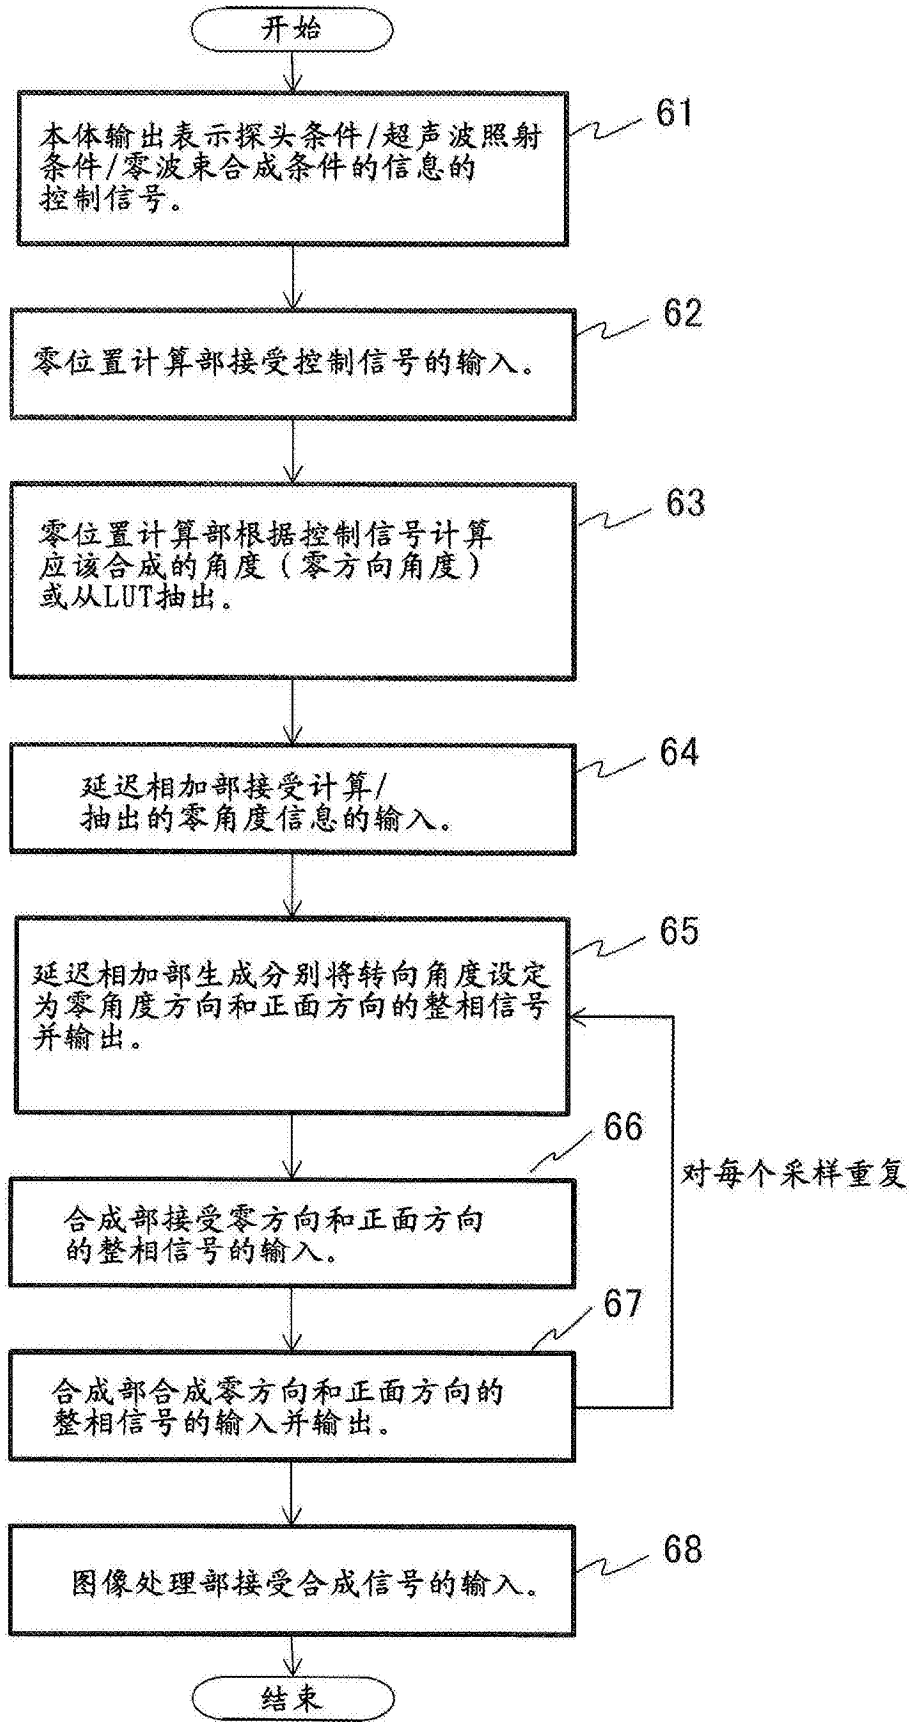 开始
61
本体输出表示探头条件/超声波照射
条件/零波束合成条件的信息的
控制信号。
62
零位置计算部接受控制信号的输入。
63
零位置计算部根据控制信号计算
应该合成的角度(零方向角度)
或从LUT抽出。
64
延迟相加部接受计算/
抽出的零角度信息的输入。
65
延迟相加部生成分别将转向角度设定
为零角度方向和正面方向的整相信号
并输出。
66
对每个采样重复
合成部接受零方向和正面方向
的整相信号的输入。
67
合成部合成零方向和正面方向的
整相信号的输入并输出。
68
图像处理部接受合成信号的输入。
结束